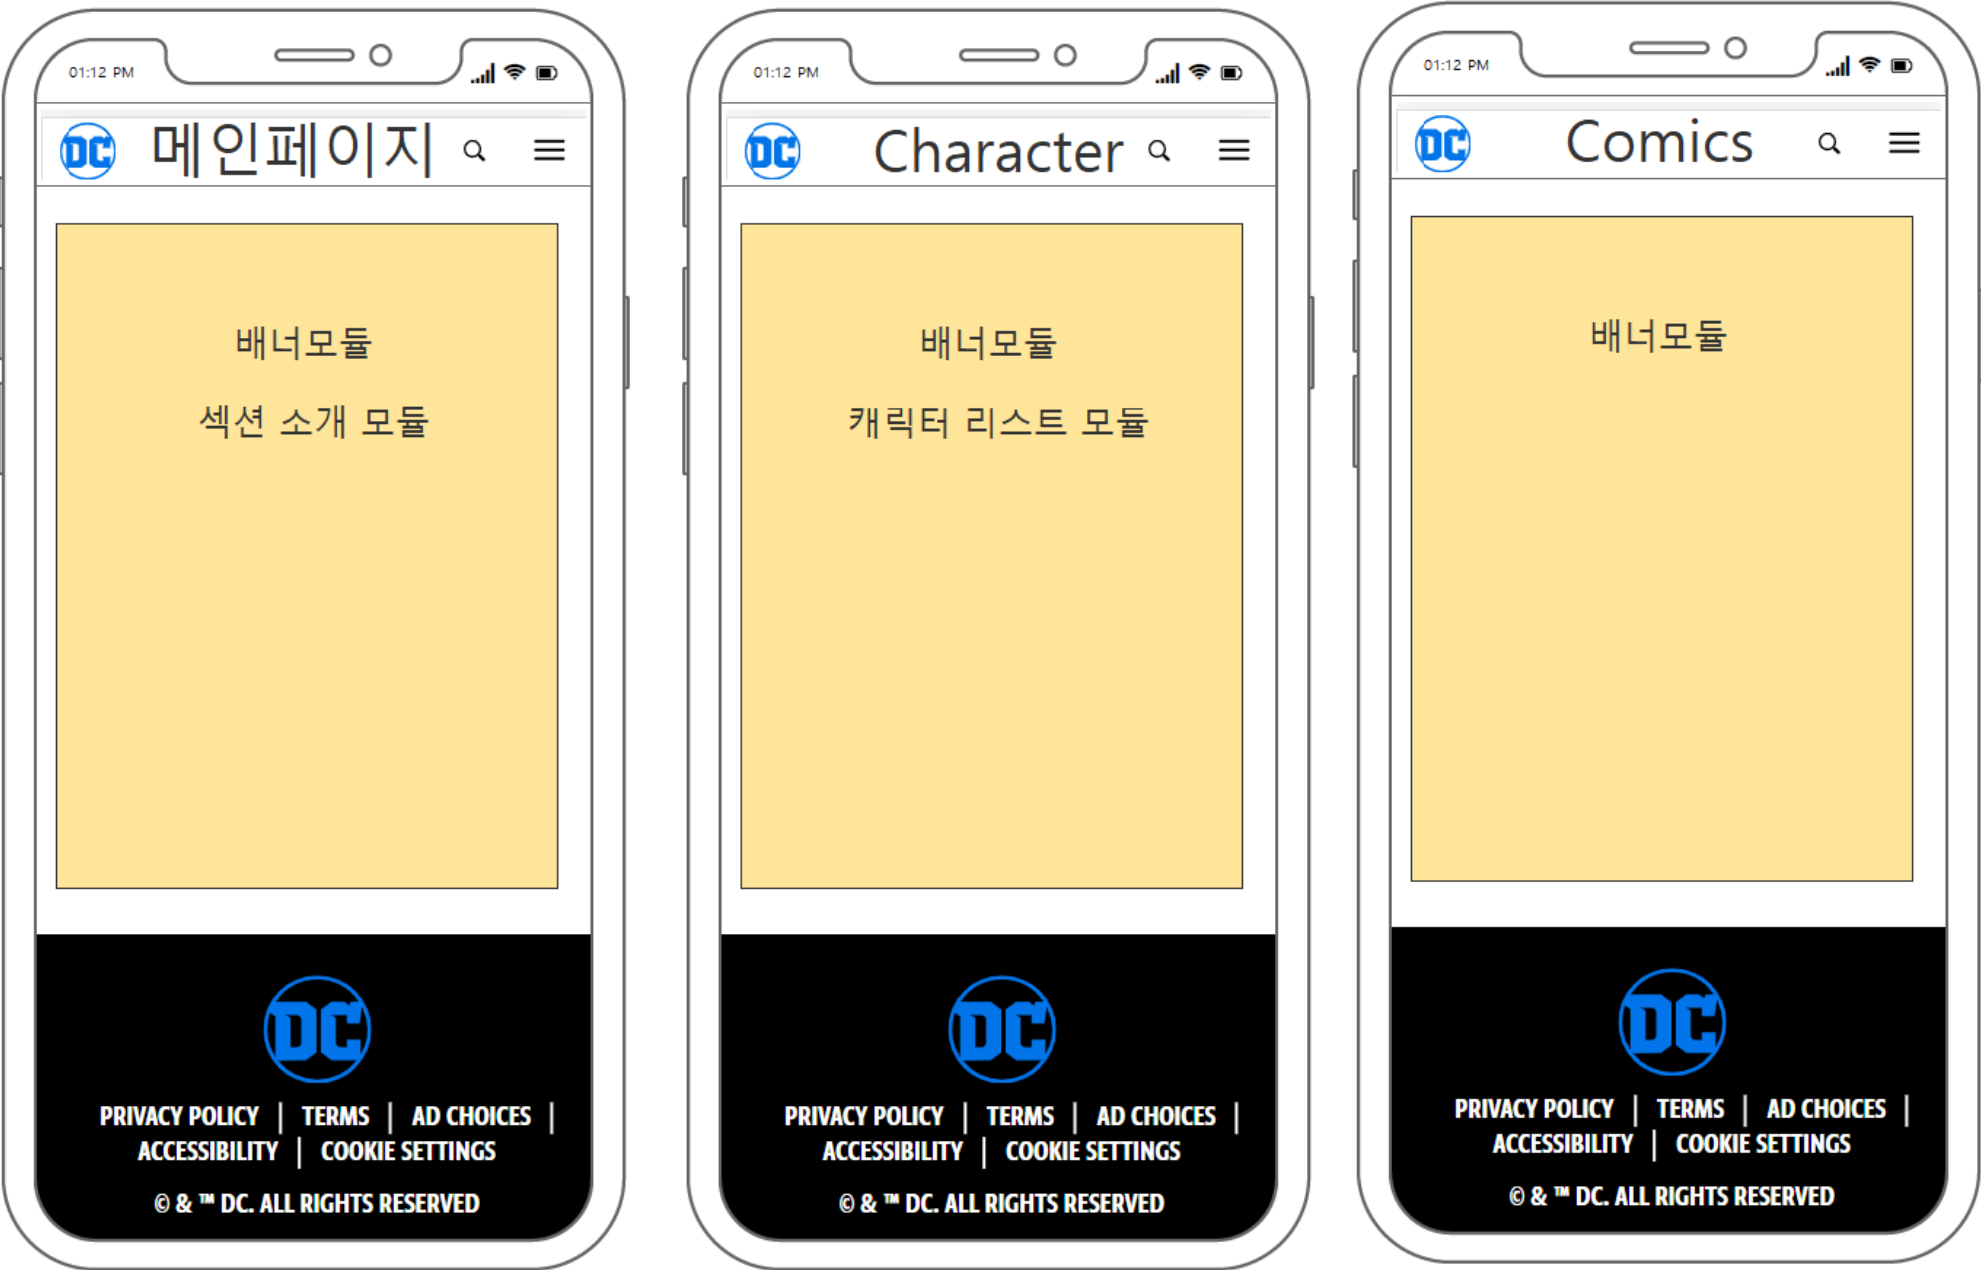 01:12 PM
DC 메인페이지
배너모듈
섹션 소개 모듈
DC
PRIVACY POLICY | TERMS | AD CHOICES |
ACCESSIBILITY | COOKIE SETTINGS
© & ™ DC. ALL RIGHTS RESERVED
01:12 PM
DC Character
배너모듈
캐릭터 리스트 모듈
DC
PRIVACY POLICY | TERMS | AD CHOICES |
ACCESSIBILITY | COOKIE SETTINGS
© & ™ DC. ALL RIGHTS RESERVED
01:12 PM
DC Comics
배너모듈
DC
PRIVACY POLICY | TERMS | AD CHOICES |
ACCESSIBILITY | COOKIE SETTINGS
© & ™ DC. ALL RIGHTS RESERVED